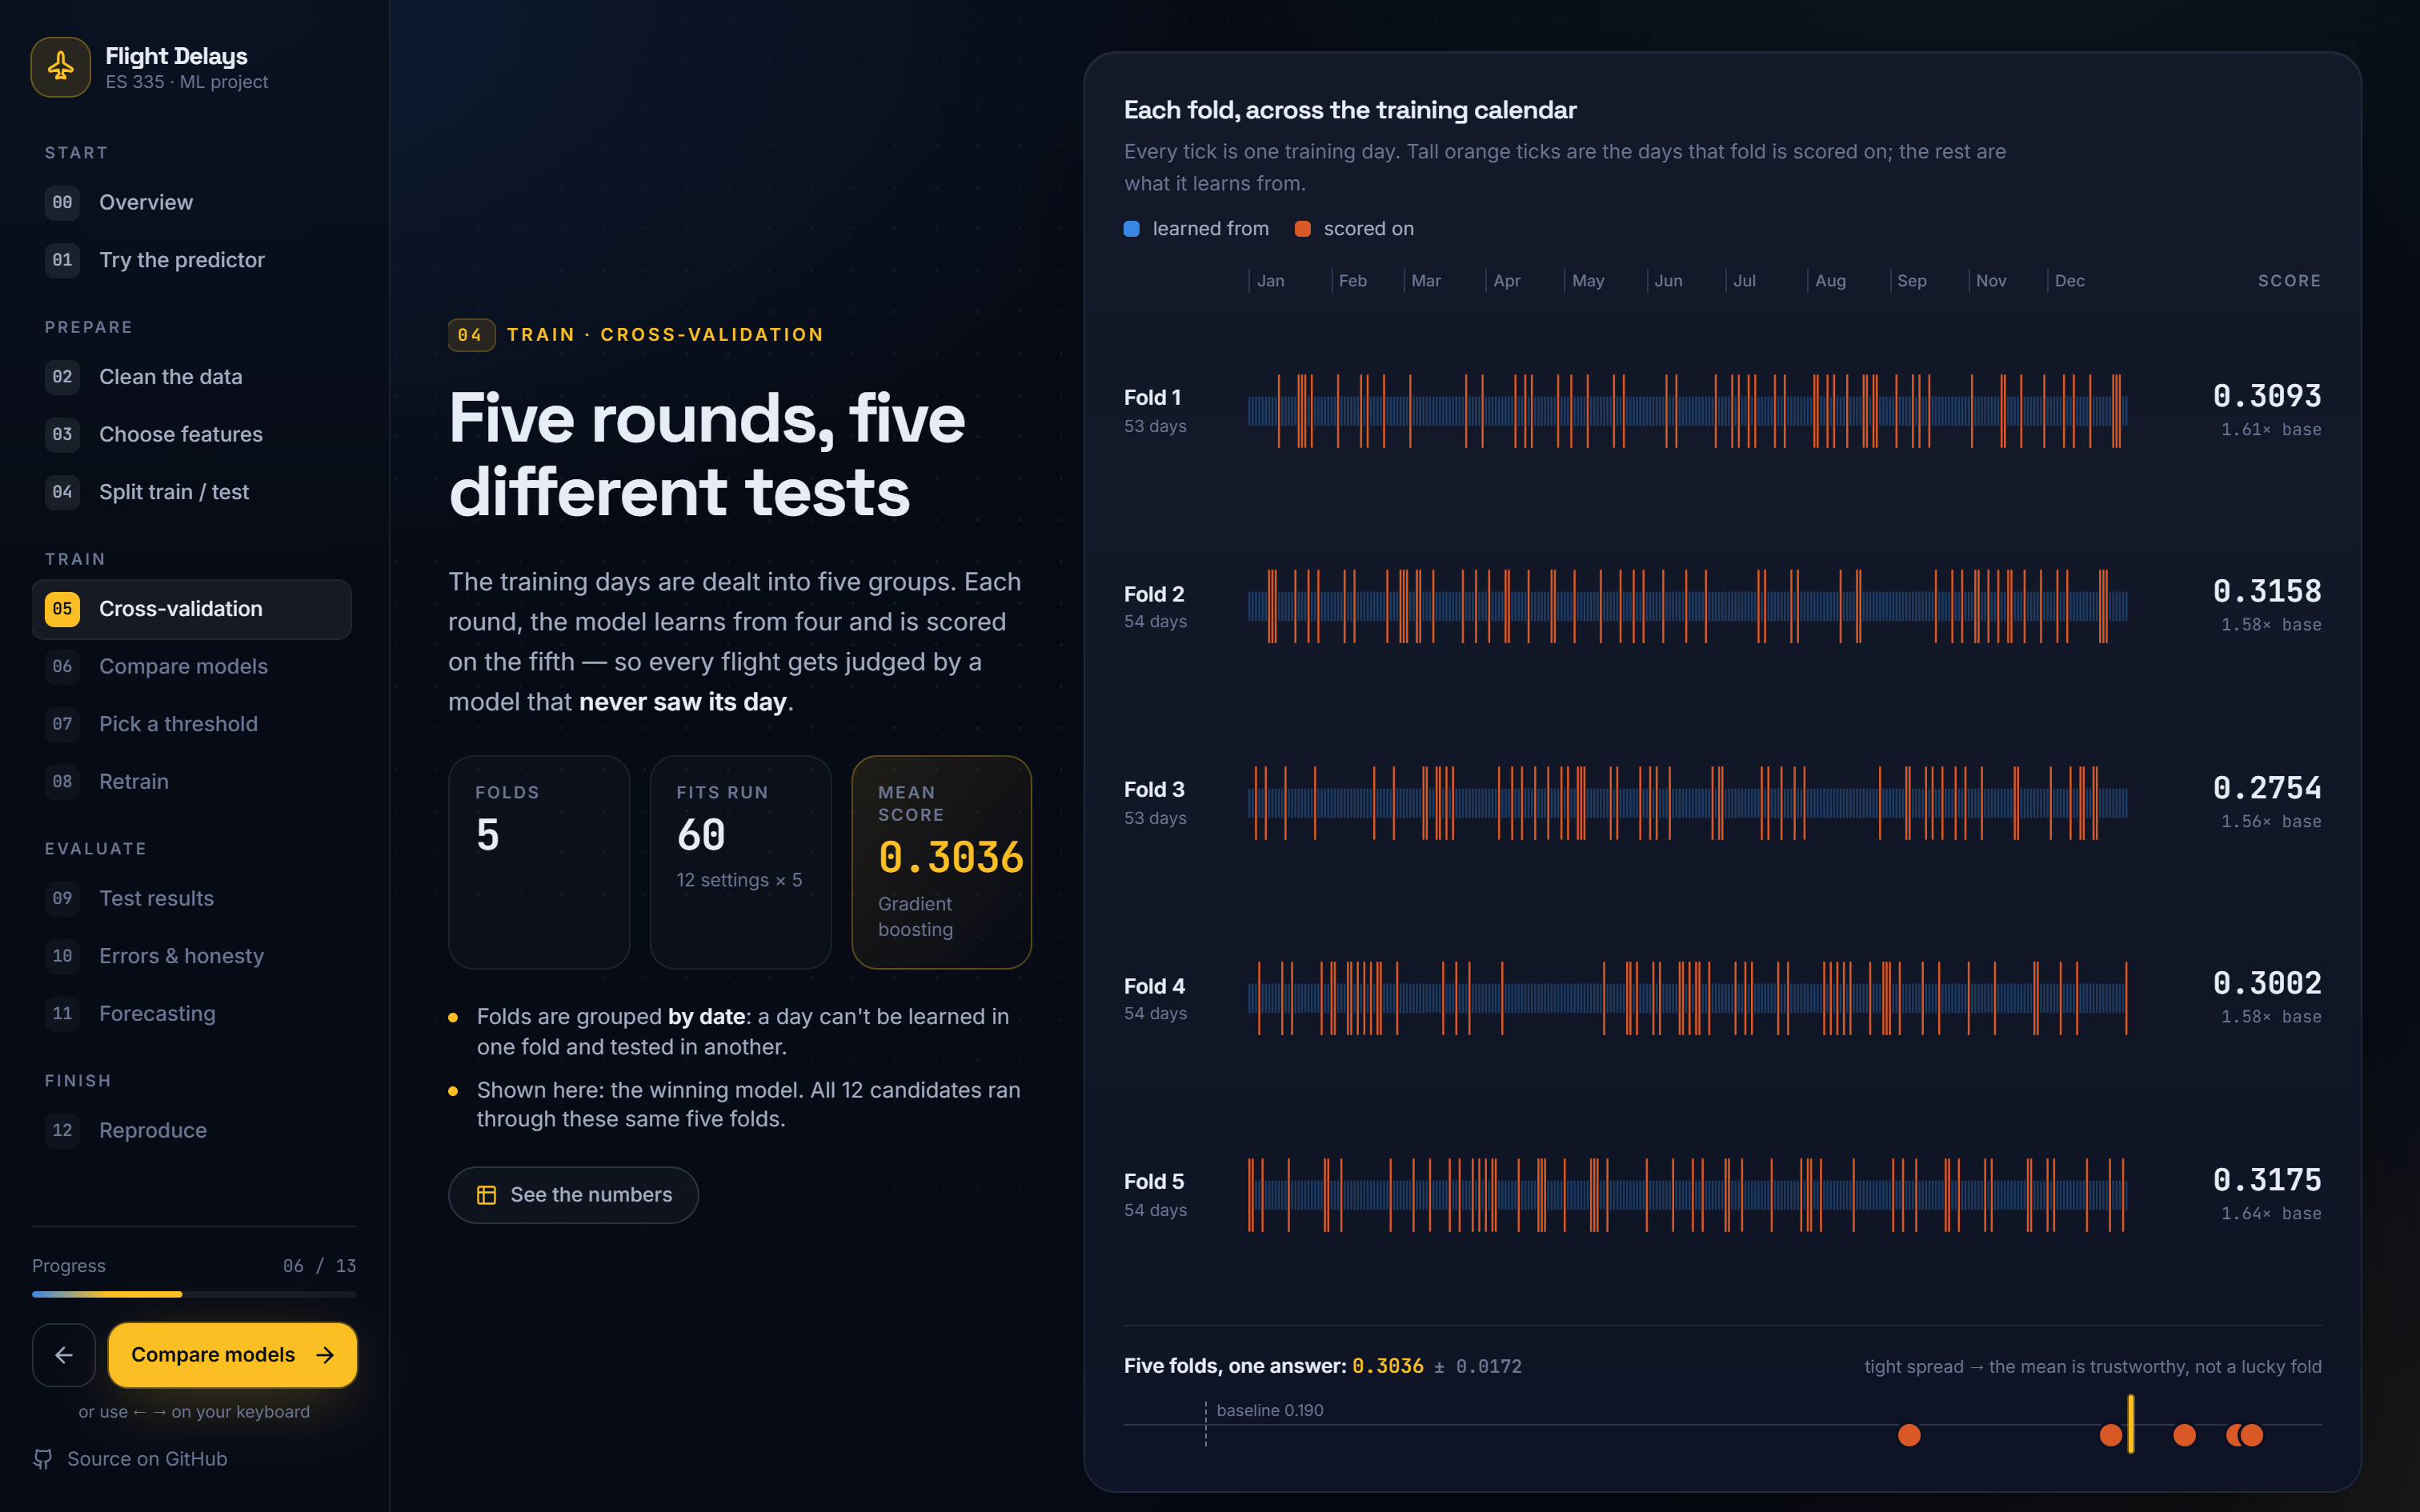 Flight Delays
ES 335 · ML project
START
00 Overview
01 Try the predictor
PREPARE
02 Clean the data
03 Choose features
04 Split train / test
TRAIN
05 Cross-validation
06 Compare models
07 Pick a threshold
08 Retrain
EVALUATE
09 Test results
10 Errors & honesty
11 Forecasting
FINISH
12 Reproduce
Progress 06 / 13
← Compare models →
or use ← → on your keyboard
Source on GitHub
04 TRAIN · CROSS-VALIDATION
Five rounds, five
different tests
The training days are dealt into five groups. Each
round, the model learns from four and is scored
on the fifth — so every flight gets judged by a
model that never saw its day.
FOLDS
5
FITS RUN
60
12 settings × 5
MEAN
SCORE
0.3036
Gradient
boosting
Folds are grouped by date: a day can't be learned in
one fold and tested in another.
Shown here: the winning model. All 12 candidates ran
through these same five folds.
See the numbers
Each fold, across the training calendar
Every tick is one training day. Tall orange ticks are the days that fold is scored on; the rest are
what it learns from.
learned from scored on
Jan Feb Mar Apr May Jun Jul Aug Sep Nov Dec SCORE
Fold 1 0.3093
53 days 1.61× base
Fold 2 0.3158
54 days 1.58× base
Fold 3 0.2754
53 days 1.56× base
Fold 4 0.3002
54 days 1.58× base
Fold 5 0.3175
54 days 1.64× base
Five folds, one answer: 0.3036 ± 0.0172 tight spread → the mean is trustworthy, not a lucky fold
baseline 0.190